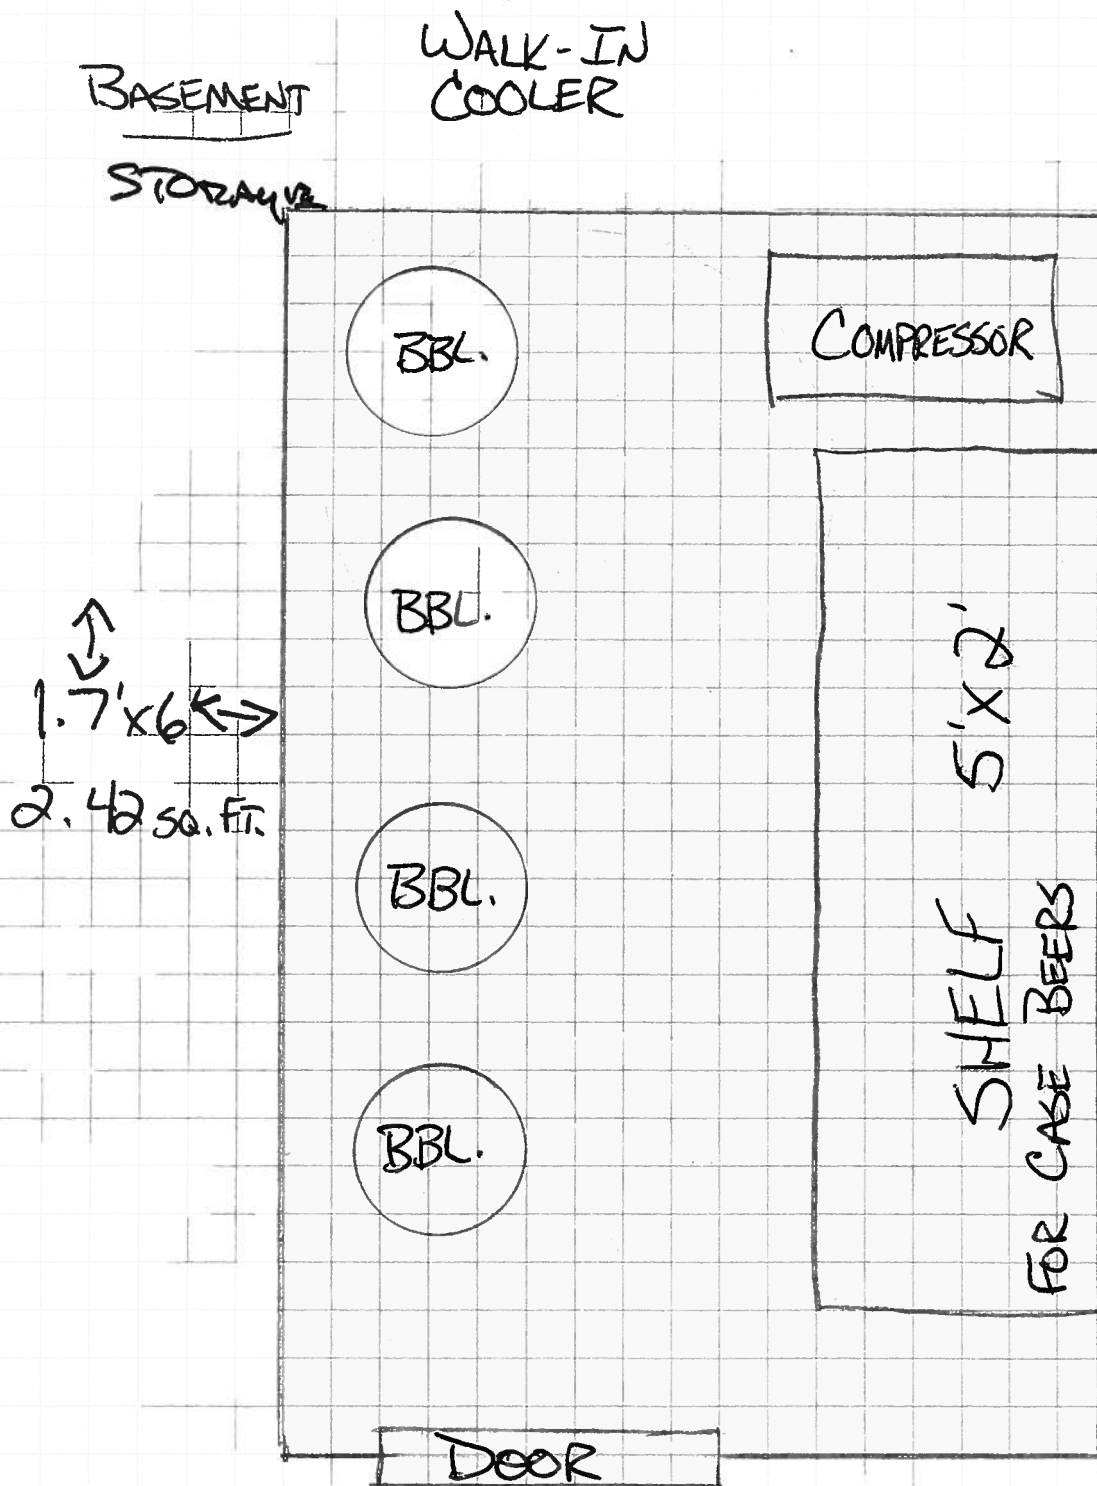 WALK-IN
COOLER
BASEMENT
STORAGE
COMPRESSOR
BBL.
BBL.
BBL.
BBL.
1.7'x6
2.42 SQ. FT.
SHELF 5'x2'
FOR CASE BEERS
DOOR